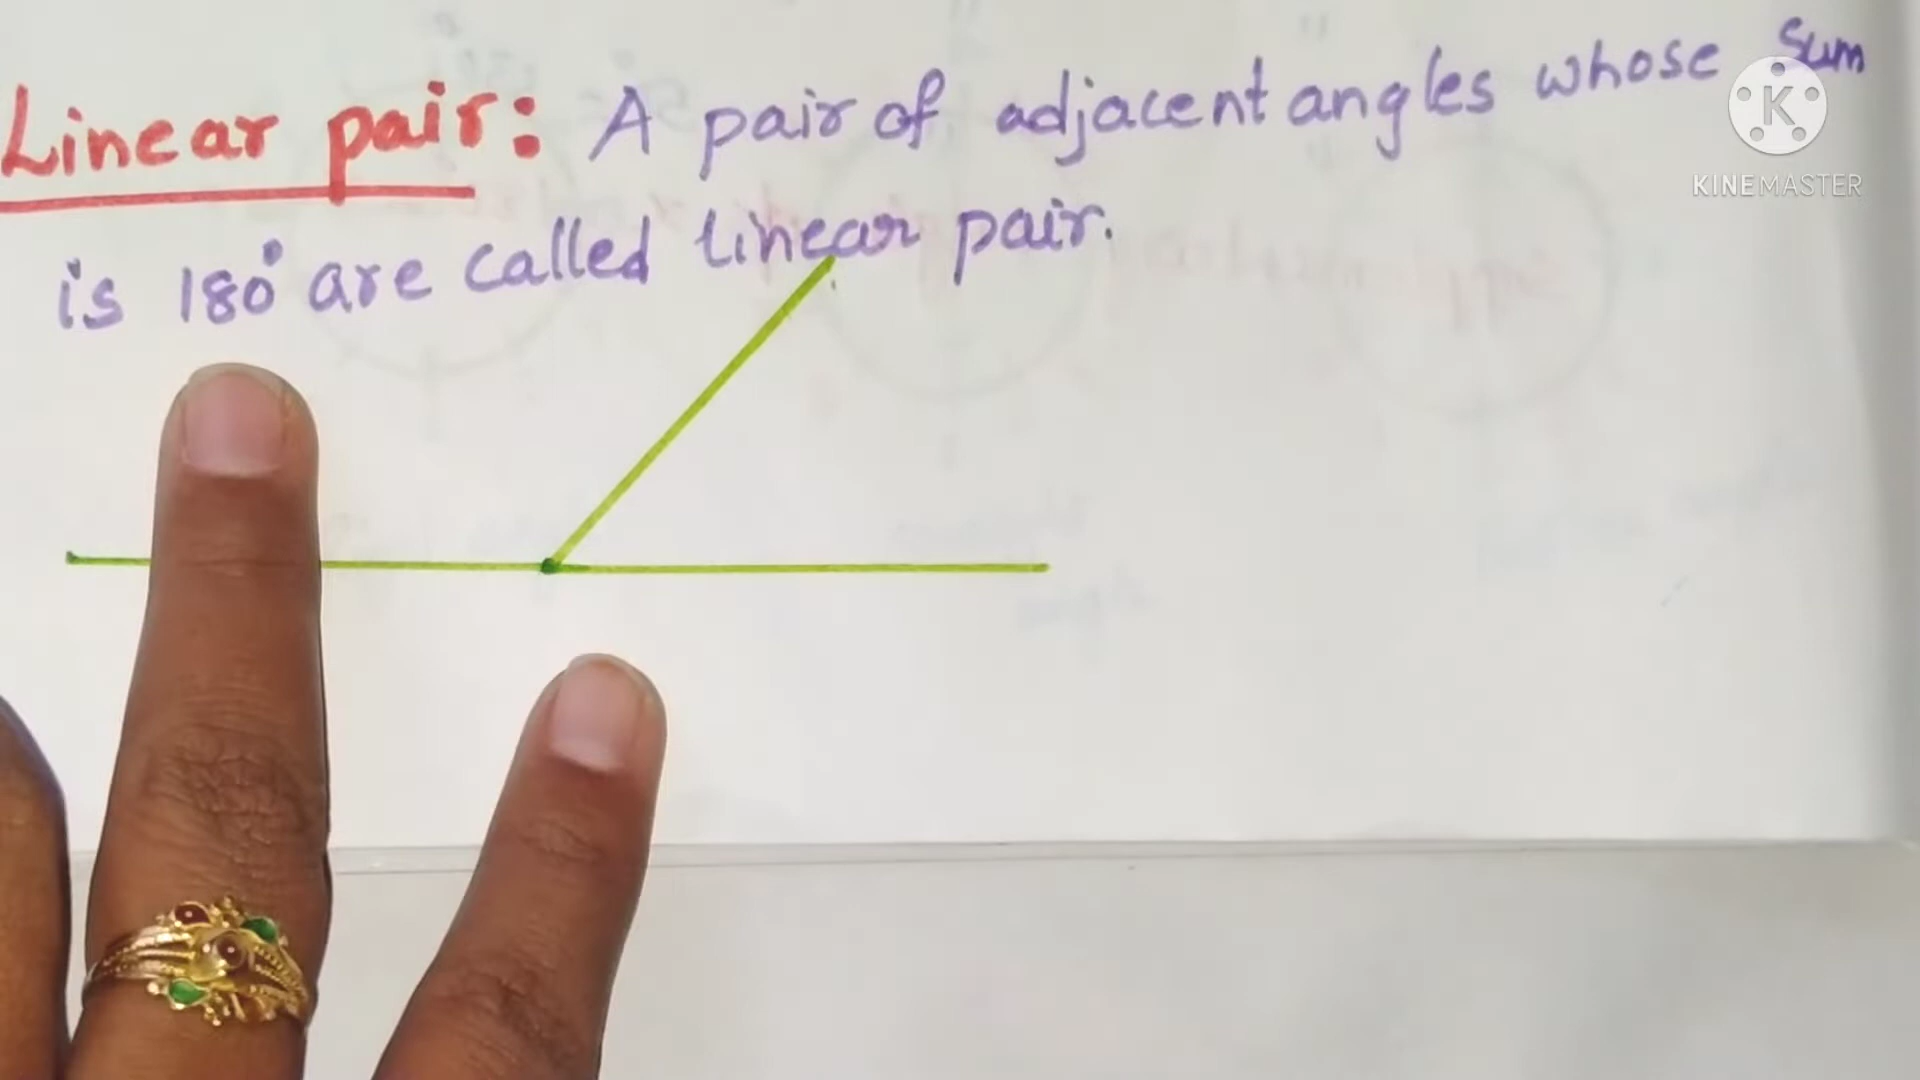 Linear pair: A pair of adjacent angles whose sum
is 180° are called linear pair.
K
KINEMASTER